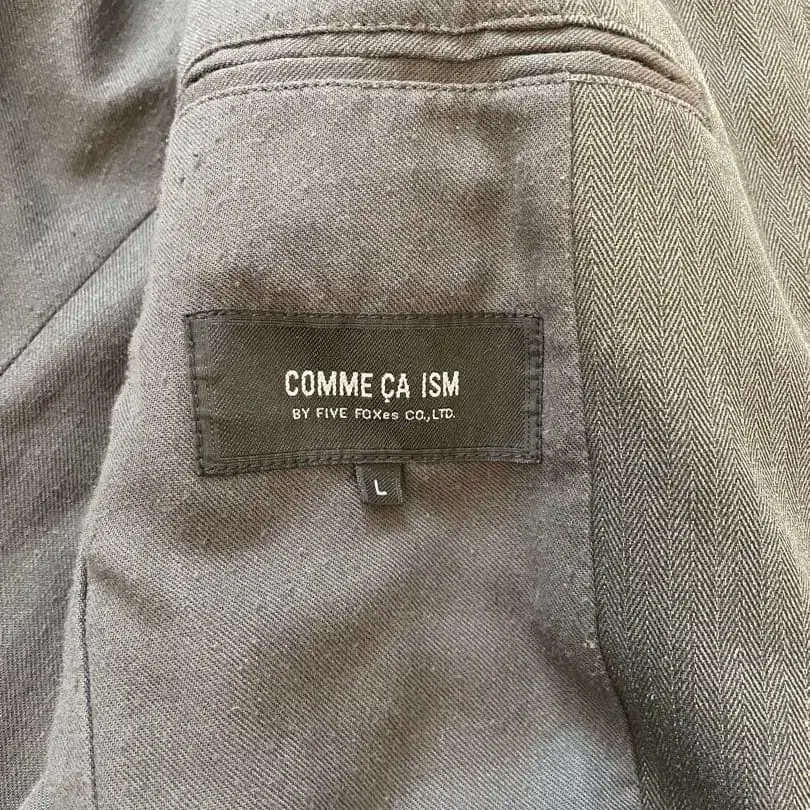 COMME ÇA ISM
BY FIVE FOXes CO.,LTD.
L